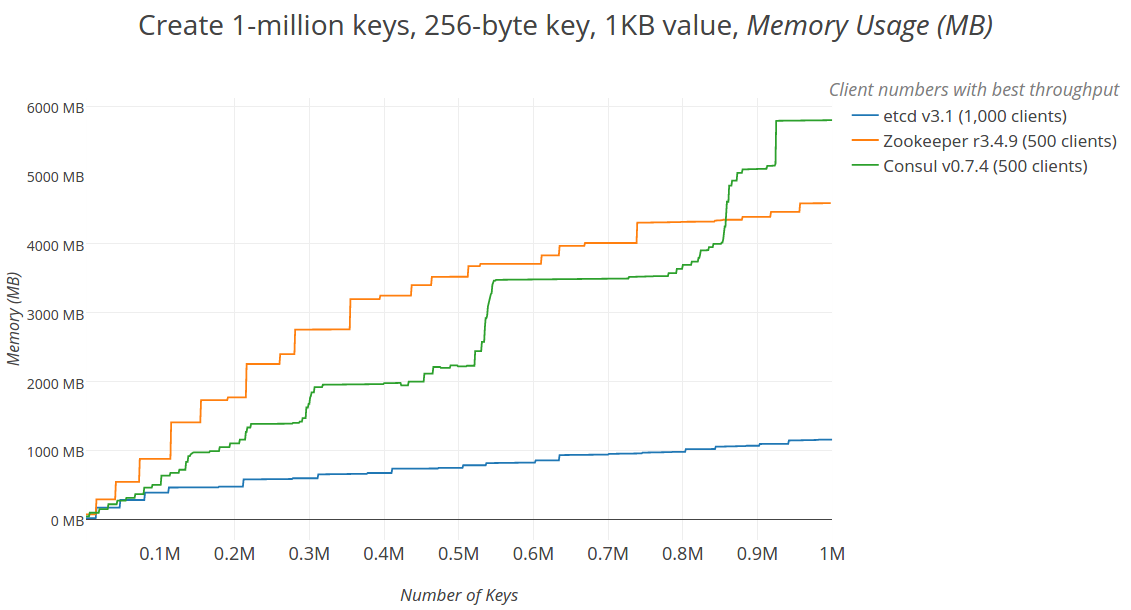 Create 1-million keys, 256-byte key, 1KB value, Memory Usage (MB)
Client numbers with best throughput
etcd v3.1 (1,000 clients)
Zookeeper r3.4.9 (500 clients)
Consul v0.7.4 (500 clients)
6000 MB
5000 MB
4000 MB
3000 MB
2000 MB
1000 MB
0 MB
Memory (MB)
0.1M 0.2M 0.3M 0.4M 0.5M 0.6M 0.7M 0.8M 0.9M 1M
Number of Keys